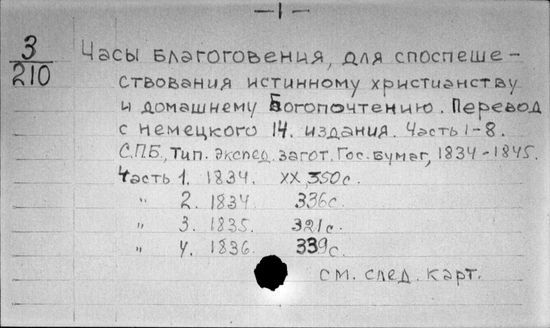 — 1 —
3/210
Часы благоговения, для споспеше-
ствования истинному христианству
и домашнему Богопочтению. Перевод
с немецкого 14. издания. Часть 1-8.
С.ПБ., Тип. Экспед. загот. Гос. бумаг, 1834-1845.
Часть 1. 1834. XX, 350с.
" 2. 1834. 336с.
" 3. 1835. 321с.
" 4. 1836. 339с.
см. след. карт.